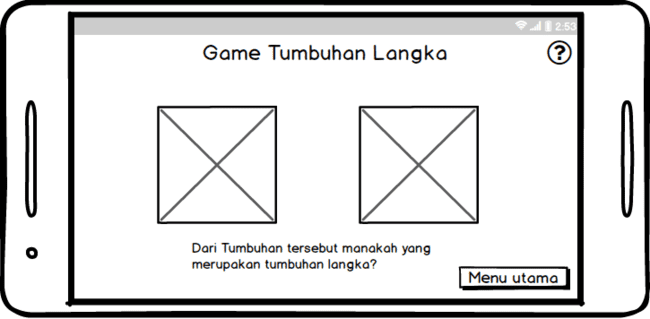 2:53
Game Tumbuhan Langka
?
Dari Tumbuhan tersebut manakah yang
merupakan tumbuhan langka?
Menu utama